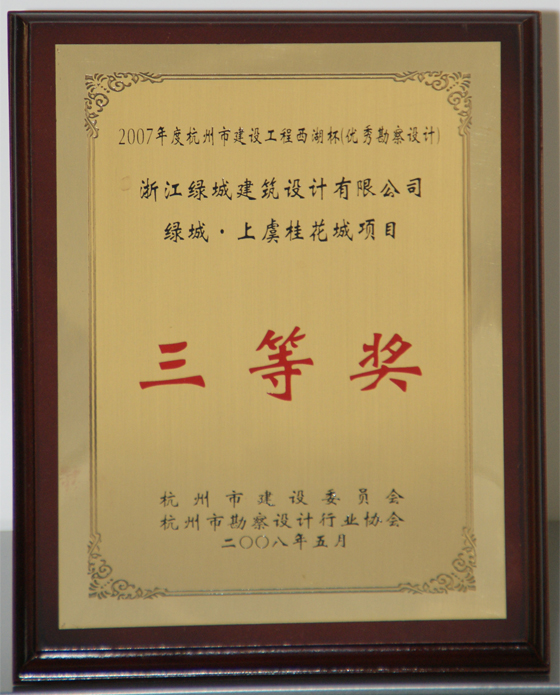 2007年度杭州市建设工程西湖杯(优秀勘察设计)
浙江绿城建筑设计有限公司
绿城·上虞桂花城项目
三等奖
杭州市建设委员会
杭州市勘察设计行业协会
二〇〇八年五月